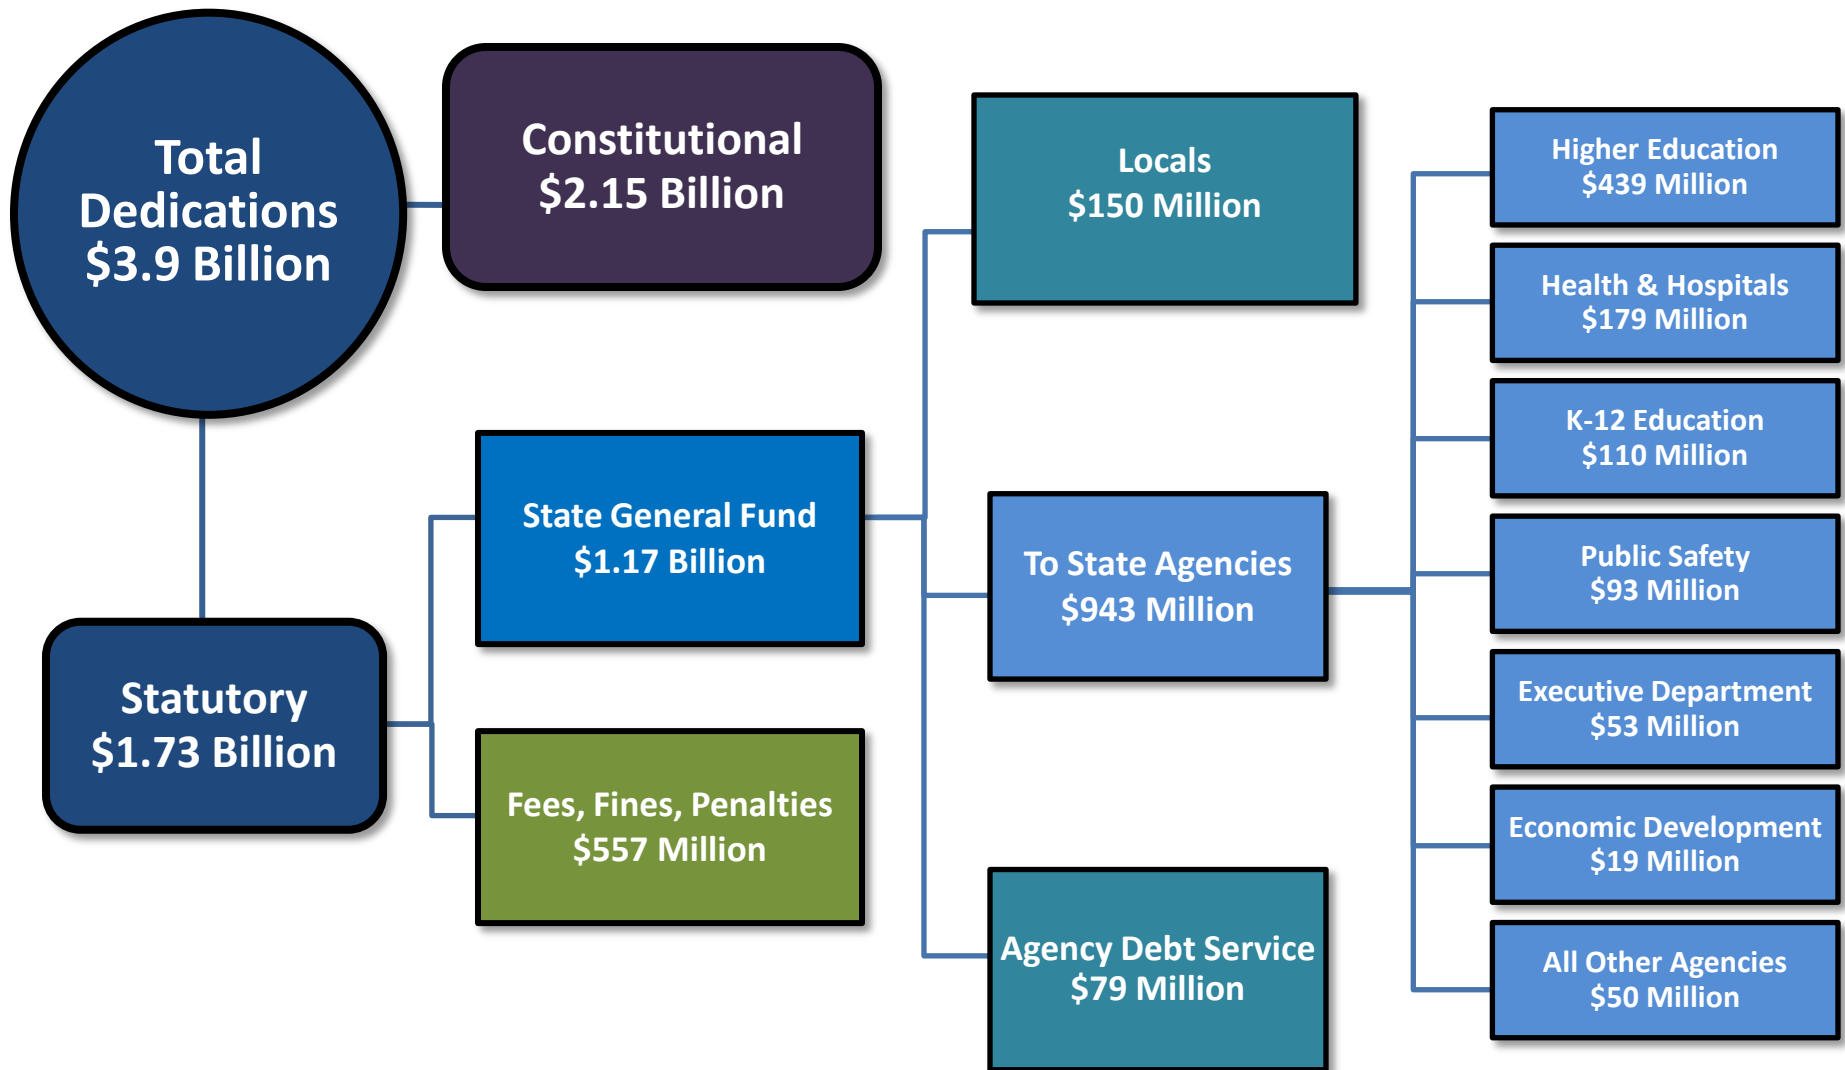 Total
Dedications
$3.9 Billion
Constitutional
$2.15 Billion
Statutory
$1.73 Billion
State General Fund
$1.17 Billion
Fees, Fines, Penalties
$557 Million
Locals
$150 Million
To State Agencies
$943 Million
Agency Debt Service
$79 Million
Higher Education
$439 Million
Health & Hospitals
$179 Million
K-12 Education
$110 Million
Public Safety
$93 Million
Executive Department
$53 Million
Economic Development
$19 Million
All Other Agencies
$50 Million